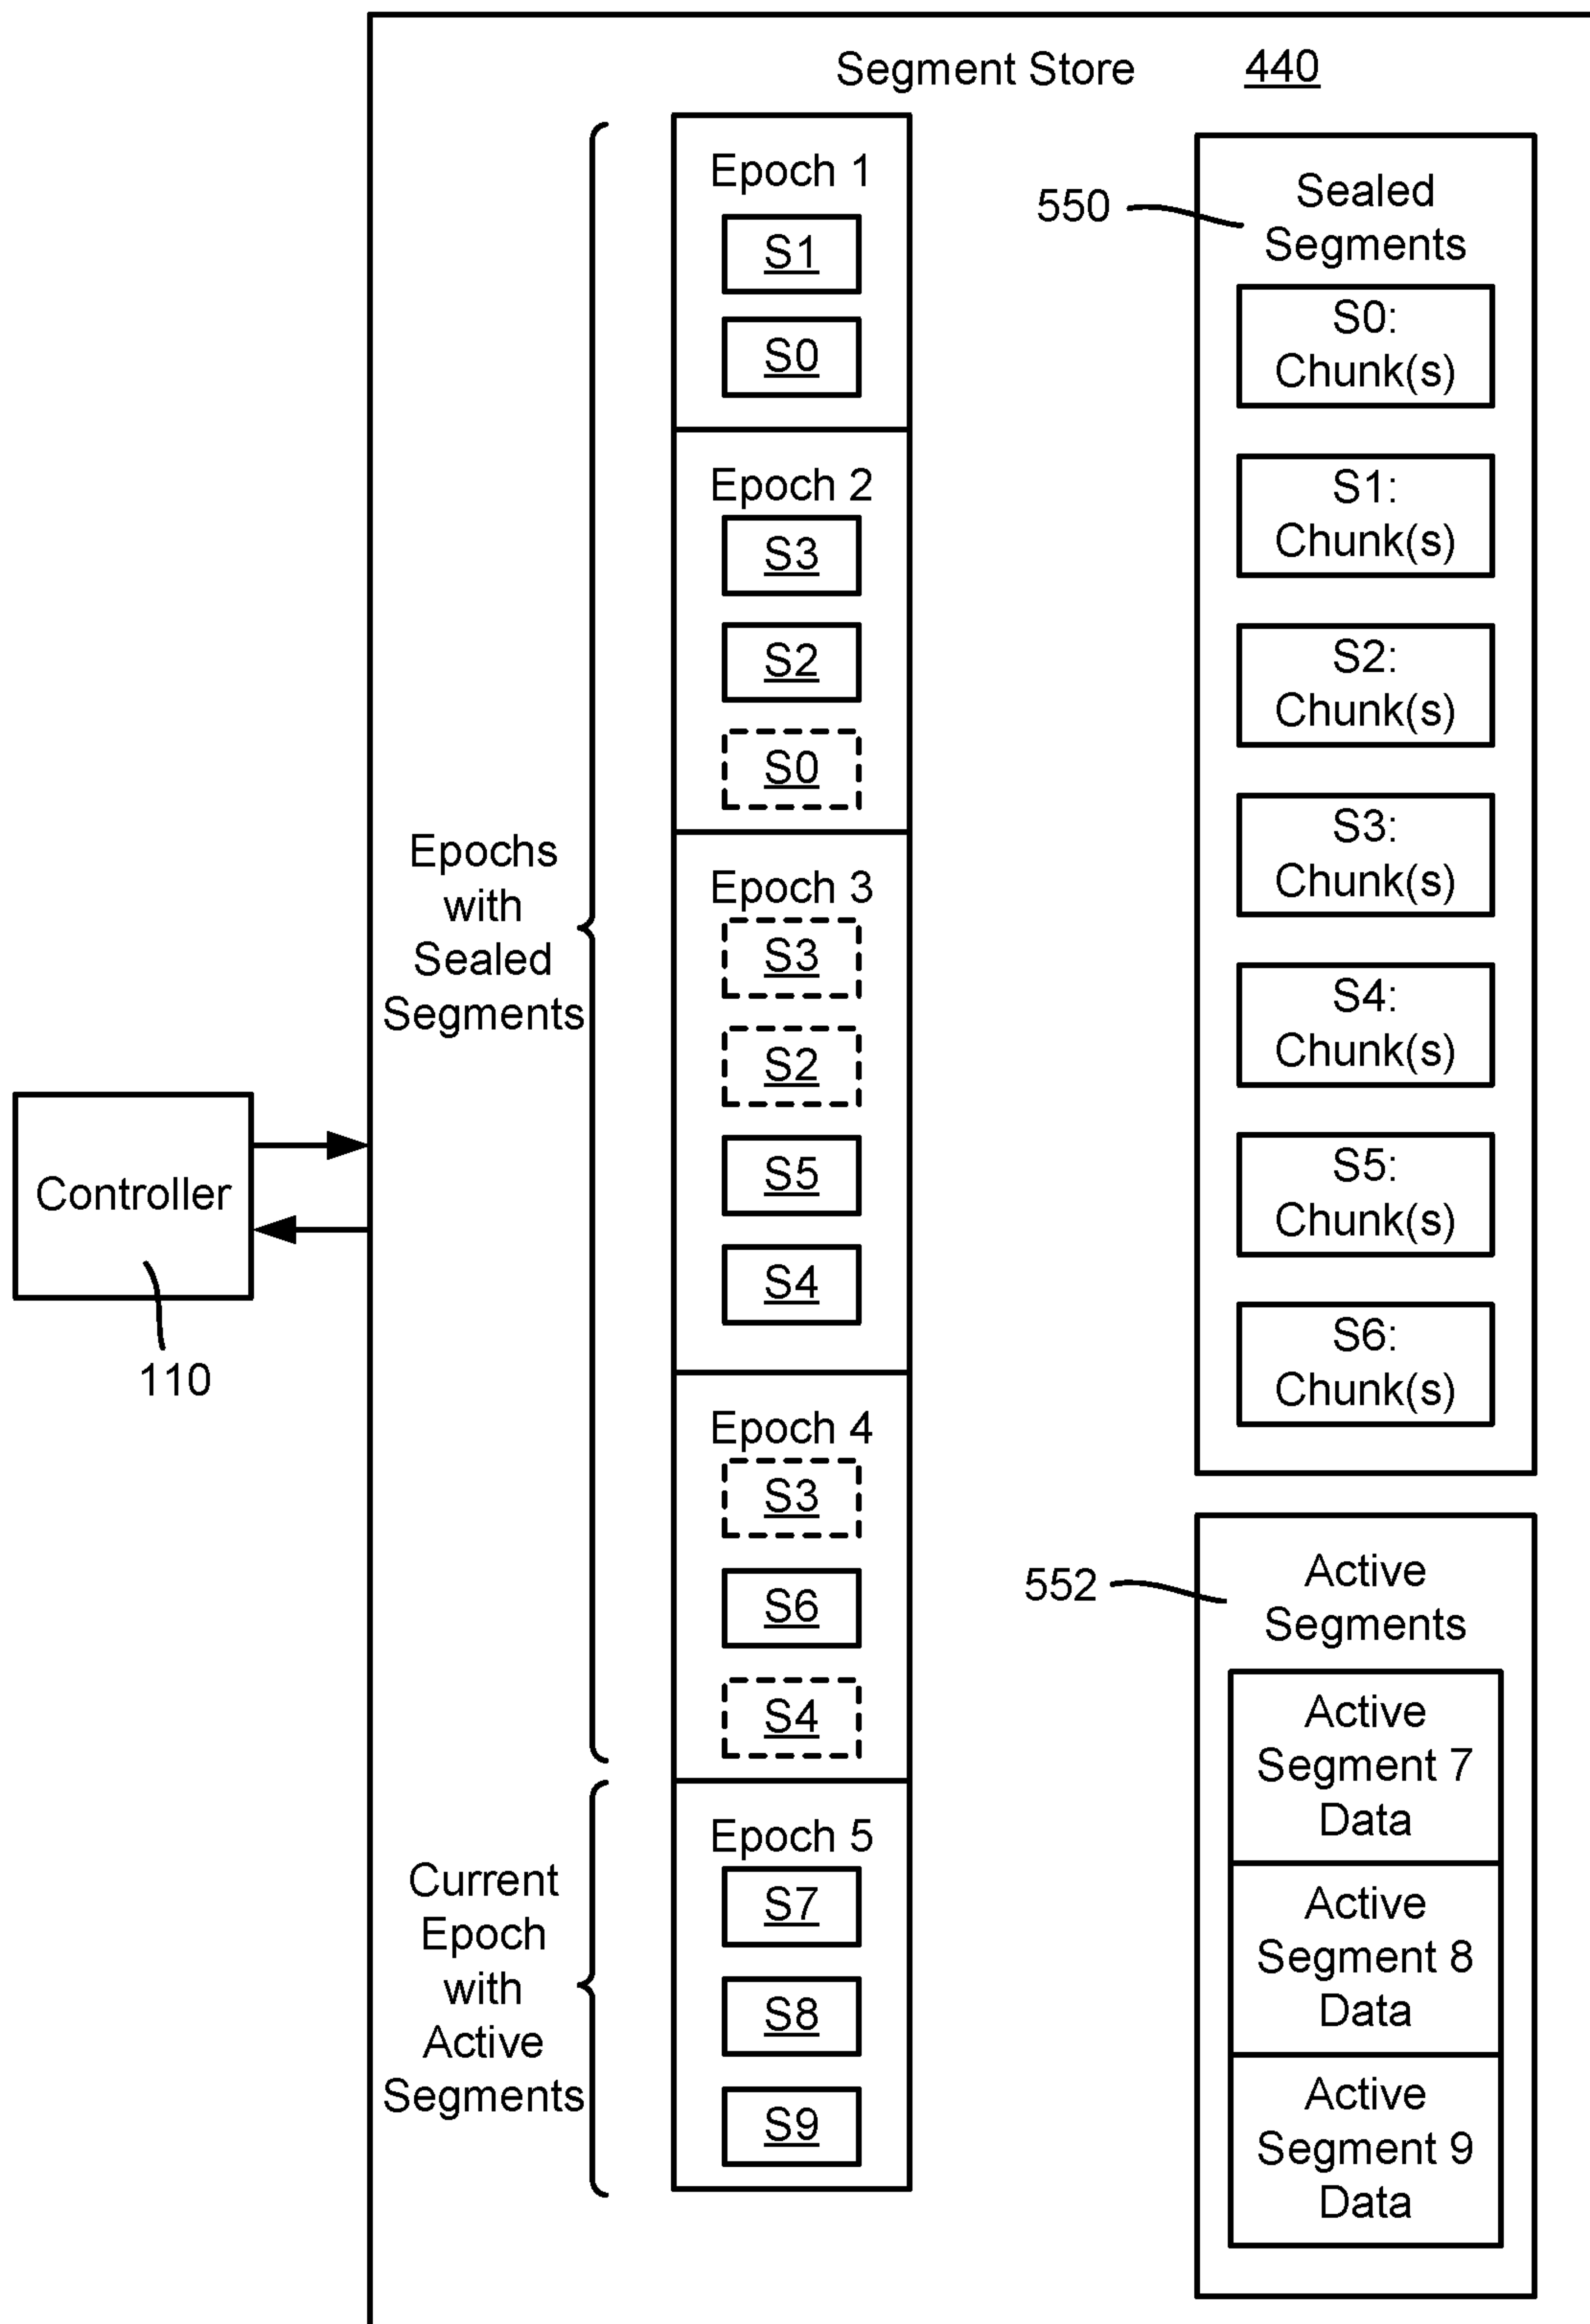 Segment Store 440
Epoch 1
S1
S0
Epoch 2
S3
S2
S0
Epoch 3
S3
S2
S5
S4
Epoch 4
S3
S6
S4
Epoch 5
S7
S8
S9
Epochs
with
Sealed
Segments
Current
Epoch
with
Active
Segments
Controller
110
550
Sealed
Segments
S0:
Chunk(s)
S1:
Chunk(s)
S2:
Chunk(s)
S3:
Chunk(s)
S4:
Chunk(s)
S5:
Chunk(s)
S6:
Chunk(s)
552
Active
Segments
Active
Segment 7
Data
Active
Segment 8
Data
Active
Segment 9
Data